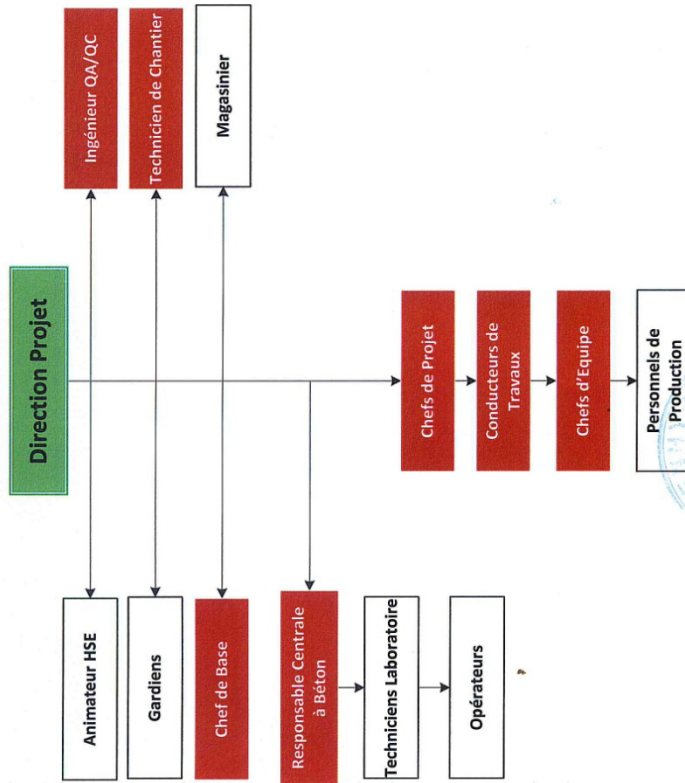 Direction Projet
Animateur HSE
Ingénieur QA/QC
Gardiens
Technicien de Chantier
Chef de Base
Magasinier
Responsable Centrale
à Béton
Techniciens Laboratoire
Opérateurs
Chefs de Projet
Conducteurs de
Travaux
Chefs d'Equipe
Personnels de
Production